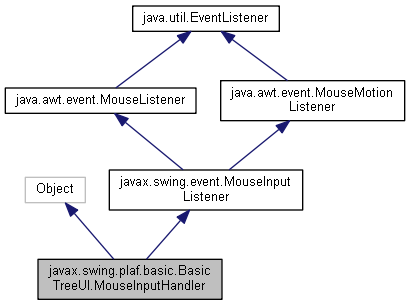 java.util.EventListener
java.awt.event.MouseListener
java.awt.event.MouseMotion
Listener
Object
javax.swing.event.MouseInput
Listener
javax.swing.plaf.basic.Basic
TreeUI.MouseInputHandler